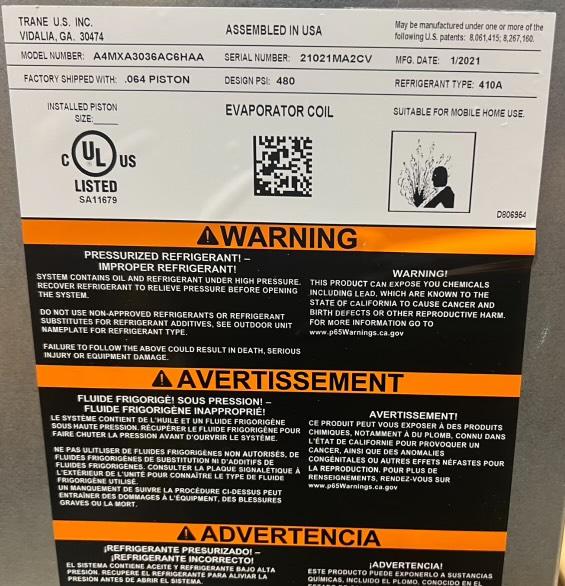 TRANE U.S. INC.
VIDALIA, GA. 30474
ASSEMBLED IN USA
May be manufactured under one or more of the
following U.S. patents: 8,061,415; 8,267,160.
MODEL NUMBER: A4MXA3036AC6HAA SERIAL NUMBER: 21021MA2CV MFG. DATE: 1/2021
FACTORY SHIPPED WITH: .064 PISTON DESIGN PSI: 480 REFRIGERANT TYPE: 410A
INSTALLED PISTON
SIZE:____
EVAPORATOR COIL
SUITABLE FOR MOBILE HOME USE.
C UL US
LISTED
SA11679
D806964
WARNING
PRESSURIZED REFRIGERANT! –
IMPROPER REFRIGERANT!
SYSTEM CONTAINS OIL AND REFRIGERANT UNDER HIGH PRESSURE.
RECOVER REFRIGERANT TO RELIEVE PRESSURE BEFORE OPENING
THE SYSTEM.
DO NOT USE NON-APPROVED REFRIGERANTS OR REFRIGERANT
SUBSTITUTES FOR REFRIGERANT ADDITIVES, SEE OUTDOOR UNIT
NAMEPLATE FOR REFRIGERANT TYPE.
FAILURE TO FOLLOW THE ABOVE COULD RESULT IN DEATH, SERIOUS
INJURY OR EQUIPMENT DAMAGE.
WARNING!
THIS PRODUCT CAN EXPOSE YOU CHEMICALS
INCLUDING LEAD, WHICH ARE KNOWN TO THE
STATE OF CALIFORNIA TO CAUSE CANCER AND
BIRTH DEFECTS OR OTHER REPRODUCTIVE HARM.
FOR MORE INFORMATION GO TO
www.p65Warnings.ca.gov
AVERTISSEMENT
FLUIDE FRIGORIGÈ! SOUS PRESSION! –
FLUIDE FRIGORIGÈNE INAPPROPRIÉ!
LE SYSTÈME CONTIENT DE L'HUILE ET UN FLUIDE FRIGORIGÈNE
SOUS HAUTE PRESSION. RÉCUPÉRER LE FLUIDE FRIGORIGÈNE POUR
FAIRE CHUTER LA PRESSION AVANT D'OURVRIR LE SYSTÈME.
NE PAS ULITILISER DE FLUIDES FRIGORIGÈNES NON AUTORISÉS, DE
FLUIDES FRIGORIGÈNES DE SUBSTITUTION NI D'ADDITIFS DE
FLUIDES FRIGORIGÈNES. CONSULTER LA PLAQUE SIGNALÉTIQUE À
L'EXTÉRIEUR DE L'UNITÉ POUR CONNAÎTRE LE TYPE DE FLUIDE
FRIGORIGÈNE UTILISÉ.
UN MANQUEMENT DE SUIVRE LA PROCÉDURE CI-DESSUS PEUT
ENTRAÎNER DES DOMMAGES À L'ÉQUIPEMENT, DES BLESSURES
GRAVES OU LA MORT.
AVERTISSEMENT!
CE PRODUIT PEUT VOUS EXPOSER À DES PRODUITS
CHIMIQUES, NOTAMMENT À DU PLOMB, CONNU DANS
L'ÉTAT DE CALIFORNIE POUR PROVOQUER UN
CANCER, AINSI QUE DES ANOMALIES
CONGÉNITALES OU AUTRES EFFETS NÉFASTES POUR
LA REPRODUCTION. POUR PLUS DE
RENSEIGNEMENTS, RENDEZ-VOUS SUR
www.p65Warnings.ca.gov
ADVERTENCIA
¡REFRIGERANTE PRESURIZADO! –
¡REFRIGERANTE INCORRECTO!
EL SISTEMA CONTIENE ACEITE Y REFRIGERANTE BAJO ALTA
PRESIÓN. RECUPERE EL REFRIGERANTE PARA ALIVIAR LA
PRESIÓN ANTES DE ABRIR EL SISTEMA.
¡ADVERTENCIA!
ESTE PRODUCTO PUEDE EXPONERLO A SUSTANCIAS
QUÍMICAS, INCLUIDO EL PLOMO, CONOCIDO EN EL